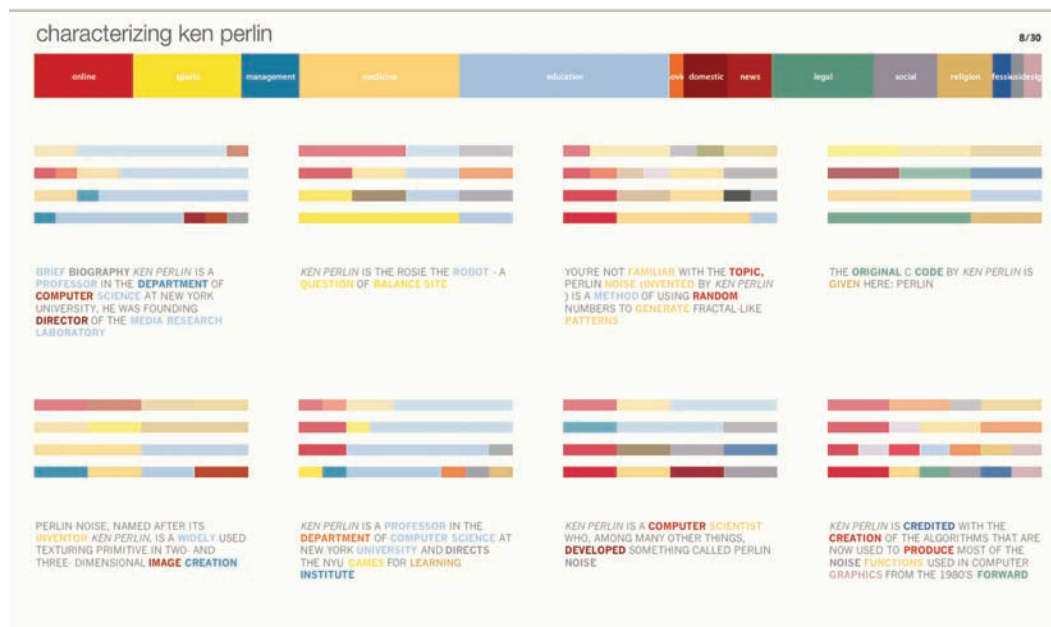 characterizing ken perlin
8/30
online
sports
management
medicine
education
ovi
domestic
news
legal
social
religion
fessi
desig
BRIEF BIOGRAPHY KEN PERLIN IS A
PROFESSOR IN THE DEPARTMENT OF
COMPUTER SCIENCE AT NEW YORK
UNIVERSITY, HE WAS FOUNDING
DIRECTOR OF THE MEDIA RESEARCH
LABORATORY
KEN PERLIN IS THE ROSIE THE ROBOT - A
QUESTION OF BALANCE SITE
YOU'RE NOT FAMILIAR WITH THE TOPIC,
PERLIN NOISE (INVENTED BY KEN PERLIN
) IS A METHOD OF USING RANDOM
NUMBERS TO GENERATE FRACTAL-LIKE
PATTERNS
THE ORIGINAL C CODE BY KEN PERLIN IS
GIVEN HERE: PERLIN
PERLIN NOISE, NAMED AFTER ITS
INVENTOR KEN PERLIN, IS A WIDELY USED
TEXTURING PRIMITIVE IN TWO- AND
THREE- DIMENSIONAL IMAGE CREATION
KEN PERLIN IS A PROFESSOR IN THE
DEPARTMENT OF COMPUTER SCIENCE AT
NEW YORK UNIVERSITY AND DIRECTS
THE NYU GAMES FOR LEARNING
INSTITUTE
KEN PERLIN IS A COMPUTER SCIENTIST
WHO, AMONG MANY OTHER THINGS,
DEVELOPED SOMETHING CALLED PERLIN
NOISE
KEN PERLIN IS CREDITED WITH THE
CREATION OF THE ALGORITHMS THAT ARE
NOW USED TO PRODUCE MOST OF THE
NOISE FUNCTIONS USED IN COMPUTER
GRAPHICS FROM THE 1980'S FORWARD